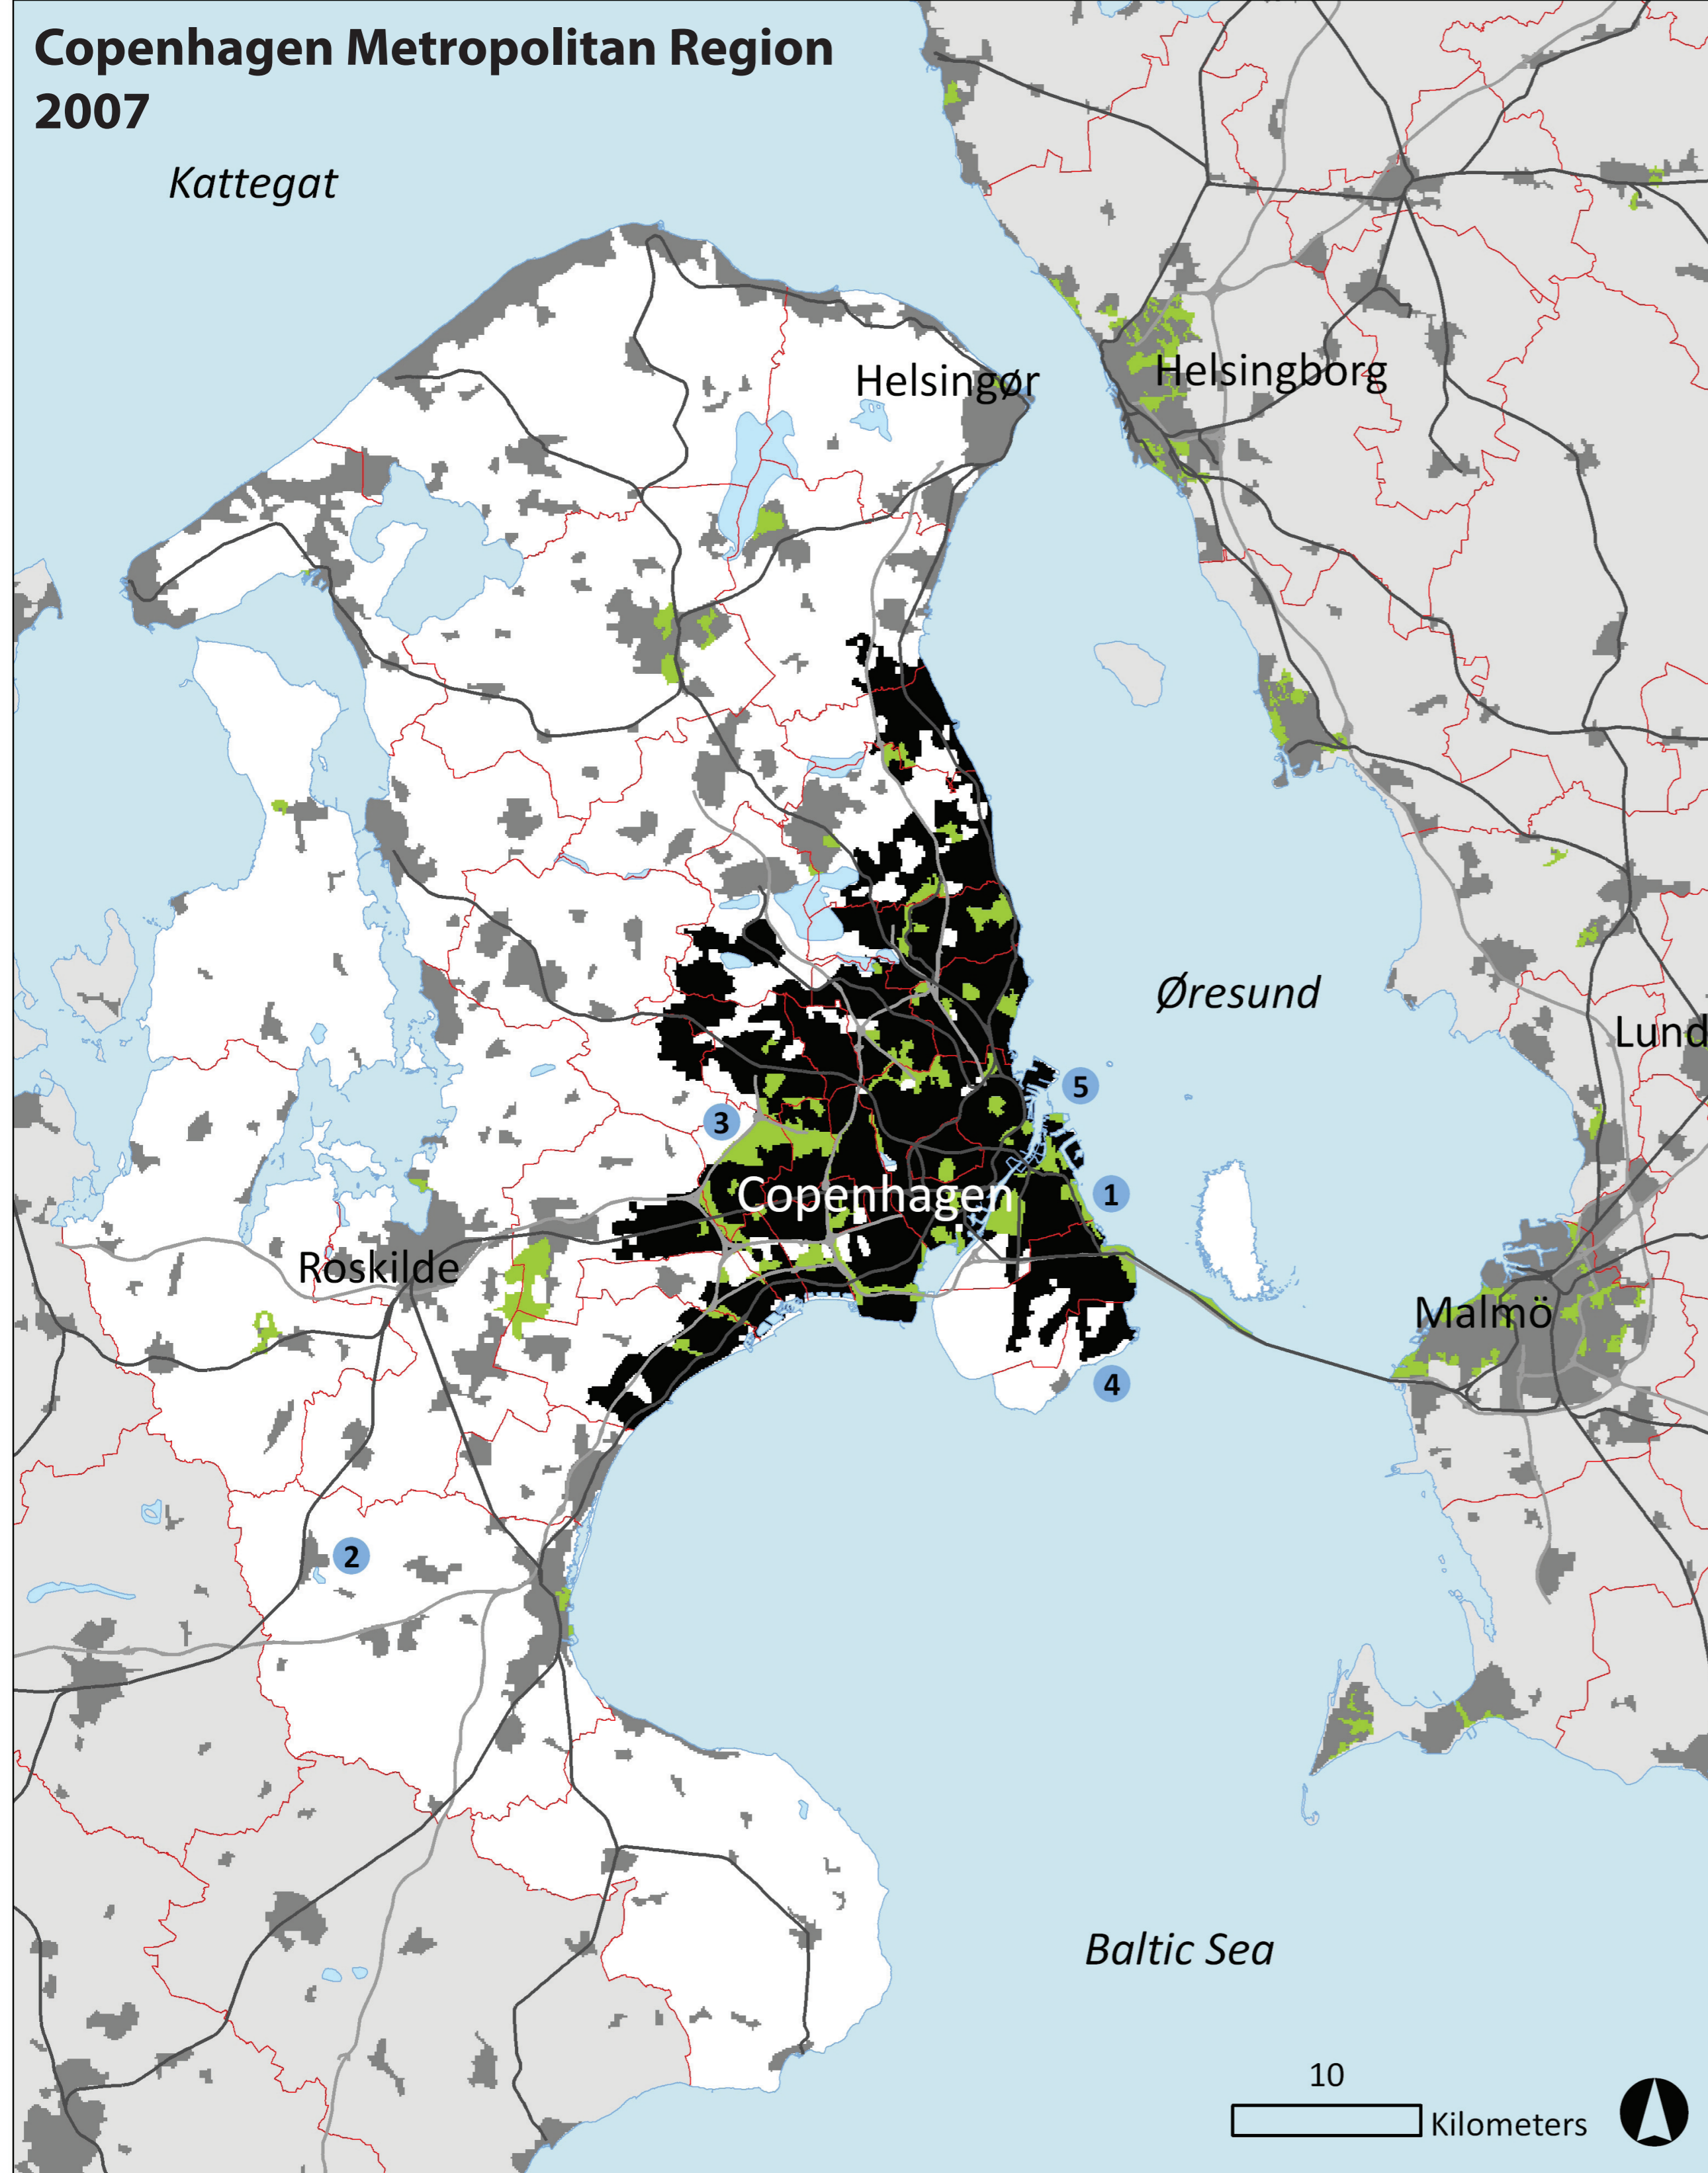 Copenhagen Metropolitan Region
2007
Kattegat
Helsingør
Helsingborg
Øresund
Lund
5
3
Copenhagen
1
Roskilde
Malmö
4
2
Baltic Sea
10
Kilometers